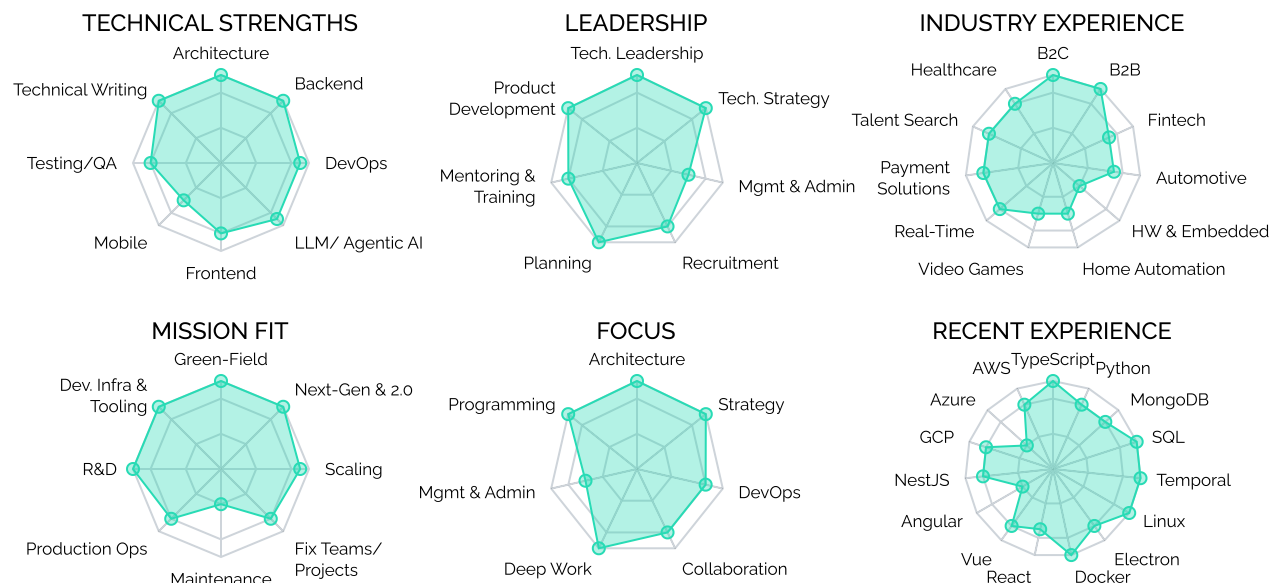 TECHNICAL STRENGTHS
Architecture
Backend
DevOps
LLM/ Agentic AI
Frontend
Mobile
Testing/QA
Technical Writing
LEADERSHIP
Tech. Leadership
Tech. Strategy
Mgmt & Admin
Recruitment
Planning
Mentoring &
Training
Product
Development
INDUSTRY EXPERIENCE
B2C
B2B
Fintech
Automotive
HW & Embedded
Home Automation
Video Games
Real-Time
Payment
Solutions
Talent Search
Healthcare
MISSION FIT
Green-Field
Next-Gen & 2.0
Scaling
Fix Teams/
Projects
Maintenance
Production Ops
R&D
Dev. Infra &
Tooling
FOCUS
Architecture
Strategy
DevOps
Collaboration
Deep Work
Mgmt & Admin
Programming
RECENT EXPERIENCE
TypeScript
Python
MongoDB
SQL
Temporal
Linux
Electron
Docker
React
Vue
Angular
NestJS
GCP
Azure
AWS